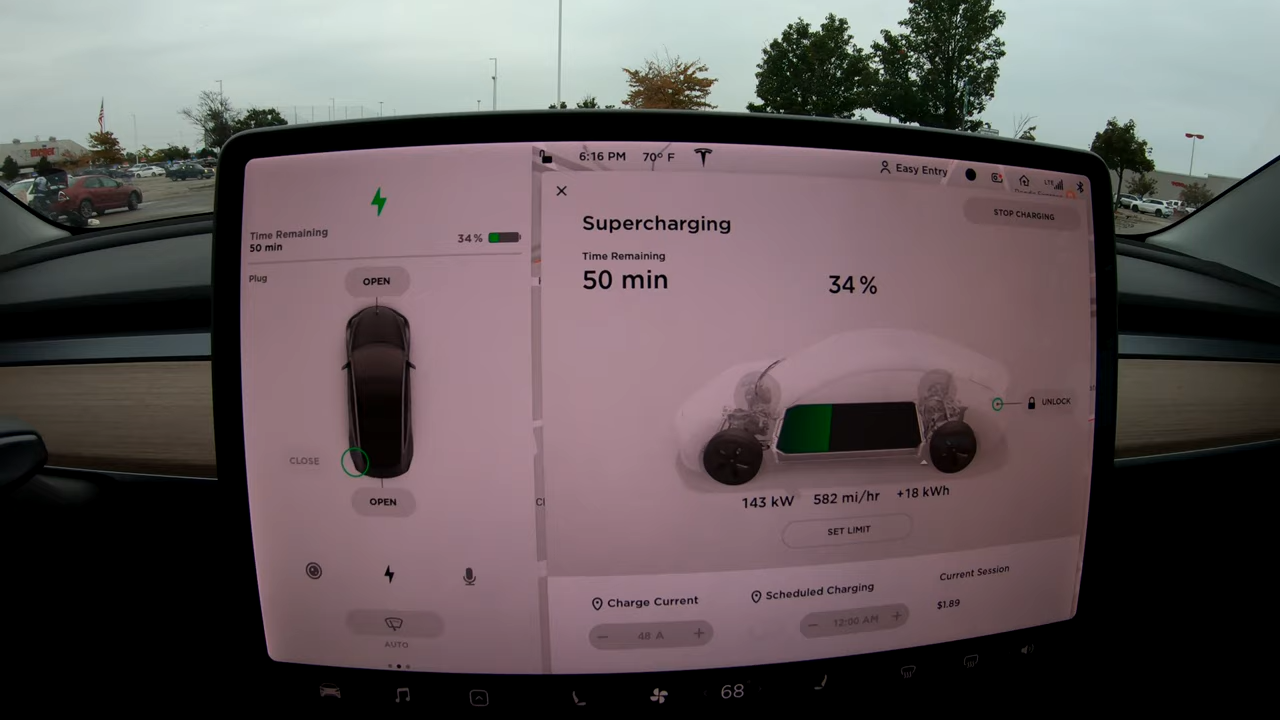 6:16 PM 70° F
Easy Entry
LTE
Time Remaining
50 min
34%
Plug
OPEN
CLOSE
OPEN
AUTO
Supercharging
STOP CHARGING
Time Remaining
50 min
34%
UNLOCK
143 kW 582 mi/hr +18 kWh
SET LIMIT
Charge Current
− 48 A +
Scheduled Charging
− 12:00 AM +
Current Session
$1.89
68